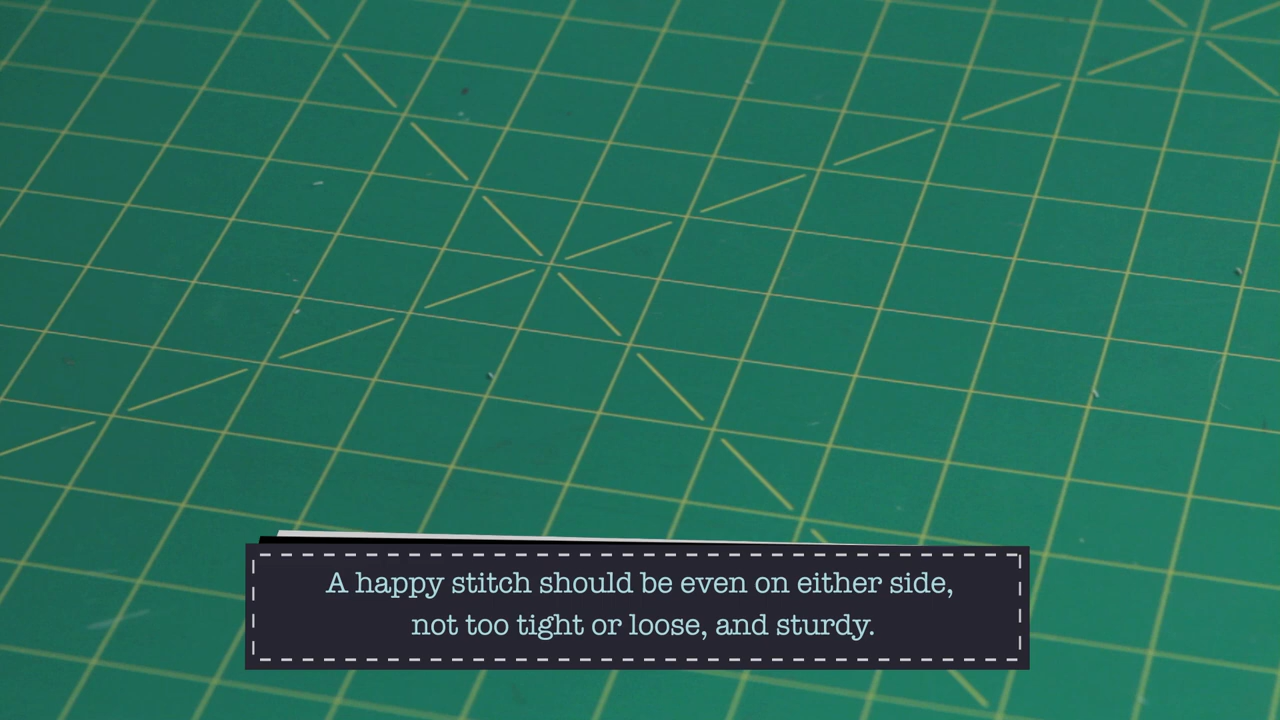 A happy stitch should be even on either side,
not too tight or loose, and sturdy.